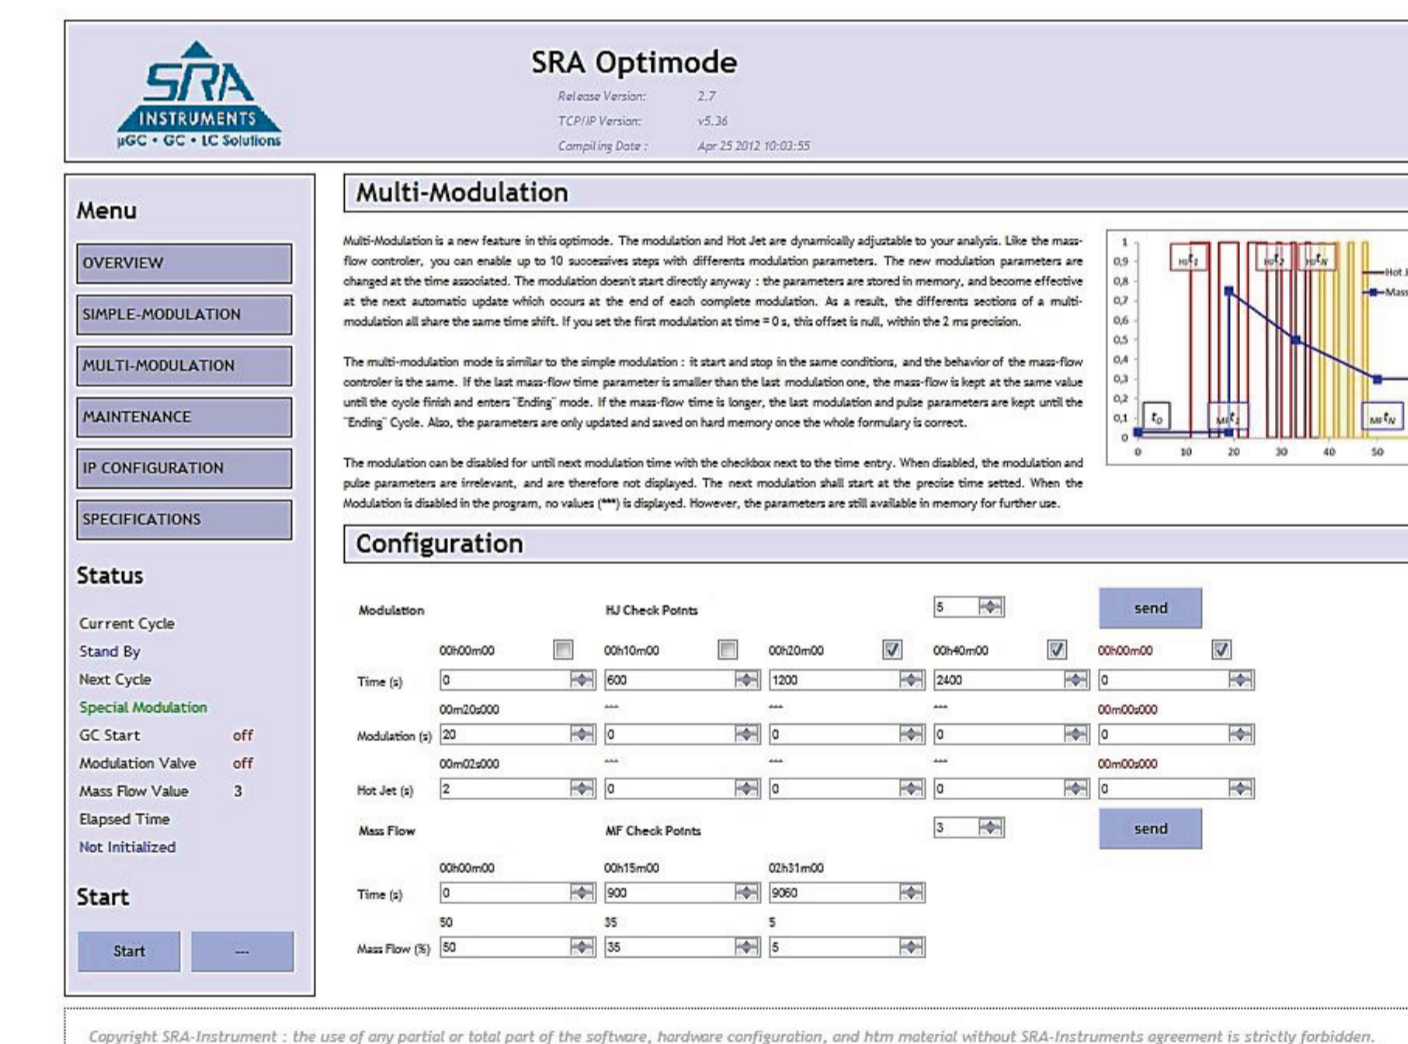 SRA
INSTRUMENTS
µGC • GC • LC Solutions
SRA Optimode
Release Version: 2.7
TCP/IP Version: v5.36
Compiling Date : Apr 25 2012 10:03:55
Menu
OVERVIEW
SIMPLE-MODULATION
MULTI-MODULATION
MAINTENANCE
IP CONFIGURATION
SPECIFICATIONS
Status
Current Cycle
Stand By
Next Cycle
Special Modulation
GC Start off
Modulation Valve off
Mass Flow Value 3
Elapsed Time
Not Initialized
Start
Start ---
Multi-Modulation
Multi-Modulation is a new feature in this optimode. The modulation and Hot Jet are dynamically adjustable to your analysis. Like the mass-
flow controler, you can enable up to 10 successives steps with differents modulation parameters. The new modulation parameters are
changed at the time associated. The modulation doesn't start directly anyway : the parameters are stored in memory, and become effective
at the next automatic update which occurs at the end of each complete modulation. As a result, the differents sections of a multi-
modulation all share the same time shift. If you set the first modulation at time = 0 s, this offset is null, within the 2 ms precision.
The multi-modulation mode is similar to the simple modulation : it start and stop in the same conditions, and the behavior of the mass-flow
controler is the same. If the last mass-flow time parameter is smaller than the last modulation one, the mass-flow is kept at the same value
until the cycle finish and enters "Ending" mode. If the mass-flow time is longer, the last modulation and pulse parameters are kept until the
"Ending" Cycle. Also, the parameters are only updated and saved on hard memory once the whole formulary is correct.
The modulation can be disabled for until next modulation time with the checkbox next to the time entry. When disabled, the modulation and
pulse parameters are irrelevant, and are therefore not displayed. The next modulation shall start at the precise time setted. When the
Modulation is disabled in the program, no values (***) is displayed. However, the parameters are still available in memory for further use.
1
0,9
0,8
0,7
0,6
0,5
0,4
0,3
0,2
0,1
0
0 10 20 30 40 50
HJt1 HJt2 HJtN
t0 MFt1 MFtN
Hot J
Mass
Configuration
Modulation HJ Check Points 5 send
00h00m00 00h10m00 00h20m00 00h40m00 00h00m00
Time (s) 0 600 1200 2400 0
00m20s000 *** *** *** 00m00s000
Modulation (s) 20 0 0 0 0
00m02s000 *** *** *** 00m00s000
Hot Jet (s) 2 0 0 0 0
Mass Flow MF Check Points 3 send
00h00m00 00h15m00 02h31m00
Time (s) 0 900 9060
50 35 5
Mass Flow (%) 50 35 5
Copyright SRA-Instrument : the use of any partial or total part of the software, hardware configuration, and htm material without SRA-Instruments agreement is strictly forbidden.